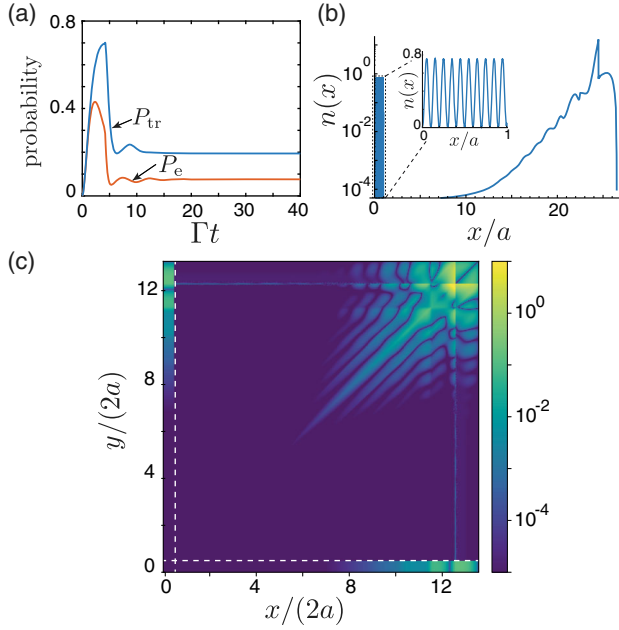 (a)
probability
0.8
0.4
0
P_tr
P_e
0 10 20 30 40
Γt
(b)
n(x)
10^0
10^-2
10^-4
10^0
0.8
n(x)
0
0 1
x/a
0 10 20
x/a
(c)
y/(2a)
12
8
4
0
0 4 8 12
x/(2a)
10^0
10^-2
10^-4